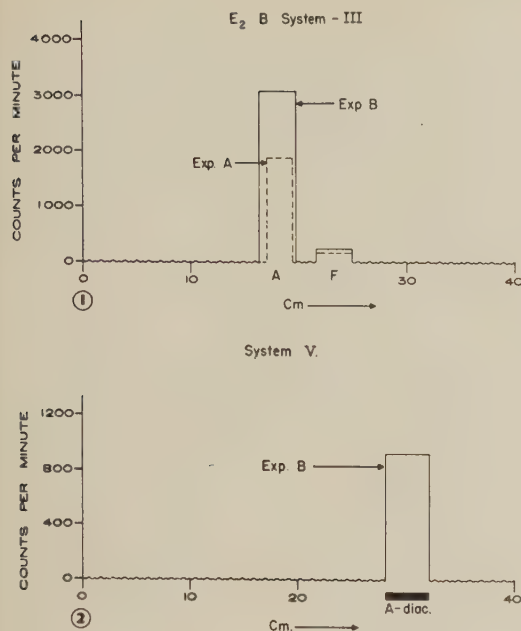 E₂ B System - III
COUNTS PER MINUTE
4000
3000
2000
1000
0
Exp B
Exp. A
0 10 A F 30 40
Cm
①
System V.
COUNTS PER MINUTE
1200
800
400
0
Exp. B
0 10 20 30 40
A-diac.
Cm.
②